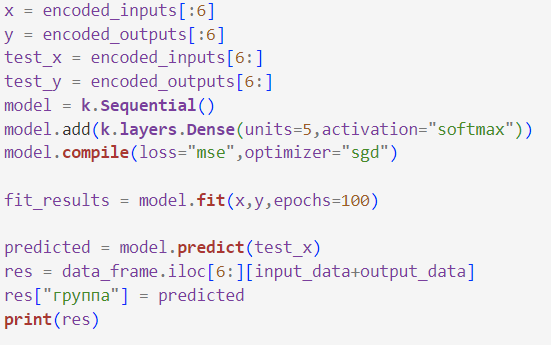 x = encoded_inputs[:6]
y = encoded_outputs[:6]
test_x = encoded_inputs[6:]
test_y = encoded_outputs[6:]
model = k.Sequential()
model.add(k.layers.Dense(units=5,activation="softmax"))
model.compile(loss="mse",optimizer="sgd")
fit_results = model.fit(x,y,epochs=100)
predicted = model.predict(test_x)
res = data_frame.iloc[6:][input_data+output_data]
res["группа"] = predicted
print(res)